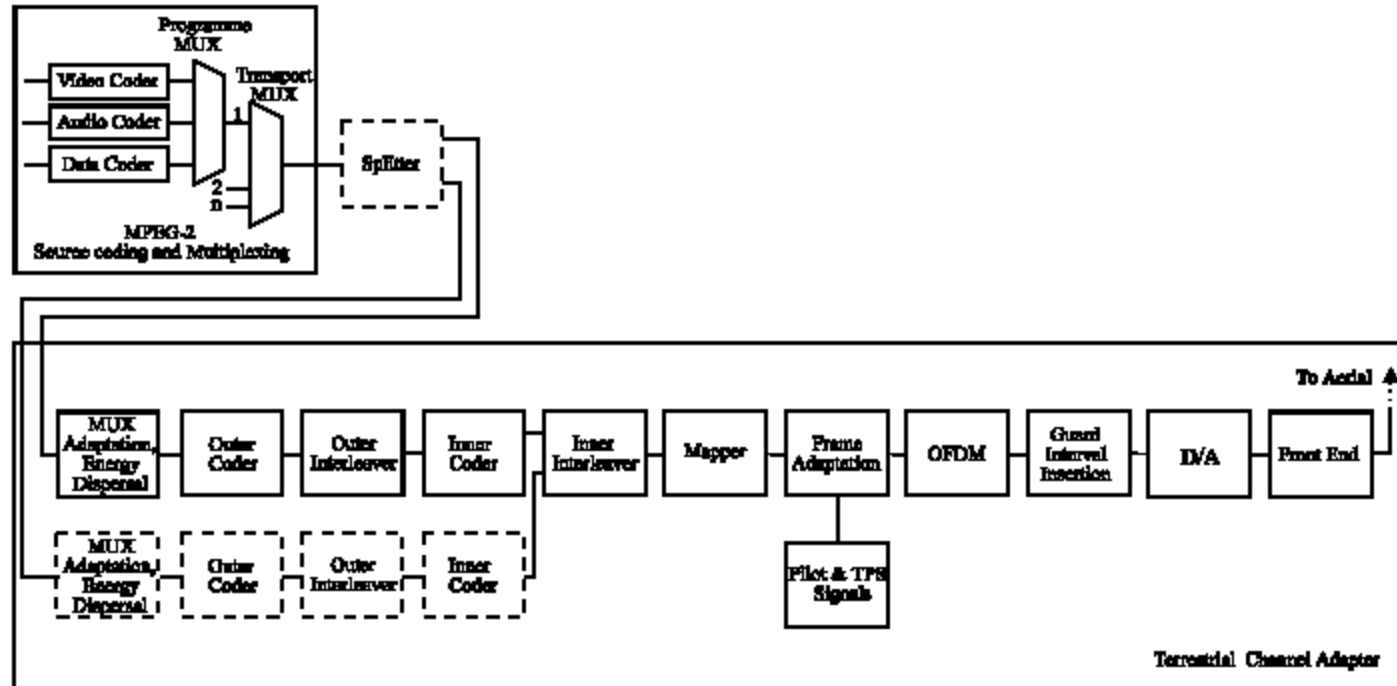 Programme
MUX
Transport
MUX
Video Coder
1
Audio Coder
Data Coder
2
n
MPEG-2
Source coding and Multiplexing
Splitter
To Aerial
MUX
Adaptation,
Energy
Dispersal
Outer
Coder
Outer
Interleaver
Inner
Coder
Inner
Interleaver
Mapper
Frame
Adaptation
OFDM
Guard
Interval
Insertion
D/A
Front End
MUX
Adaptation,
Energy
Dispersal
Outer
Coder
Outer
Interleaver
Inner
Coder
Pilot & TPS
Signals
Terrestrial Channel Adapter